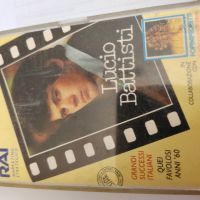 RAI
Lucio
Battisti
GRANDI
SUCCESSI
ITALIANI
QUEI
FAVOLOSI
ANNI '60
IN
COLLABORAZIONE
CON